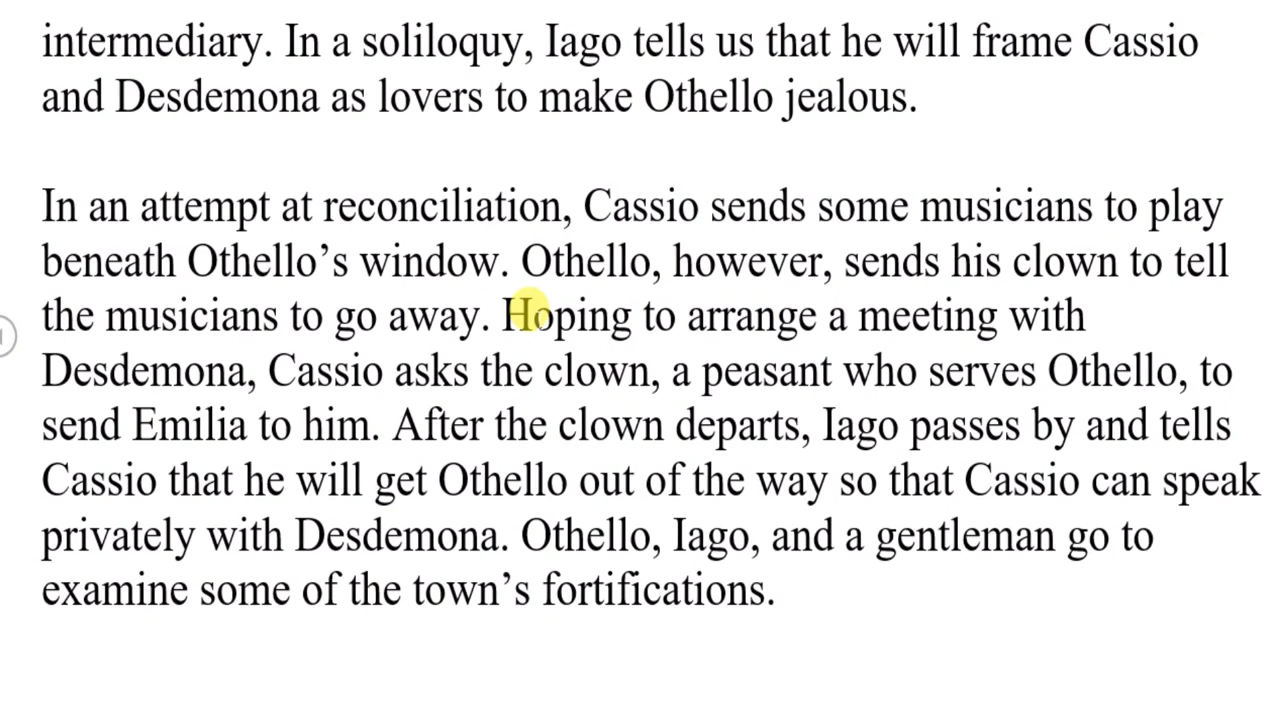 intermediary. In a soliloquy, Iago tells us that he will frame Cassio
and Desdemona as lovers to make Othello jealous.
In an attempt at reconciliation, Cassio sends some musicians to play
beneath Othello’s window. Othello, however, sends his clown to tell
the musicians to go away. Hoping to arrange a meeting with
Desdemona, Cassio asks the clown, a peasant who serves Othello, to
send Emilia to him. After the clown departs, Iago passes by and tells
Cassio that he will get Othello out of the way so that Cassio can speak
privately with Desdemona. Othello, Iago, and a gentleman go to
examine some of the town’s fortifications.